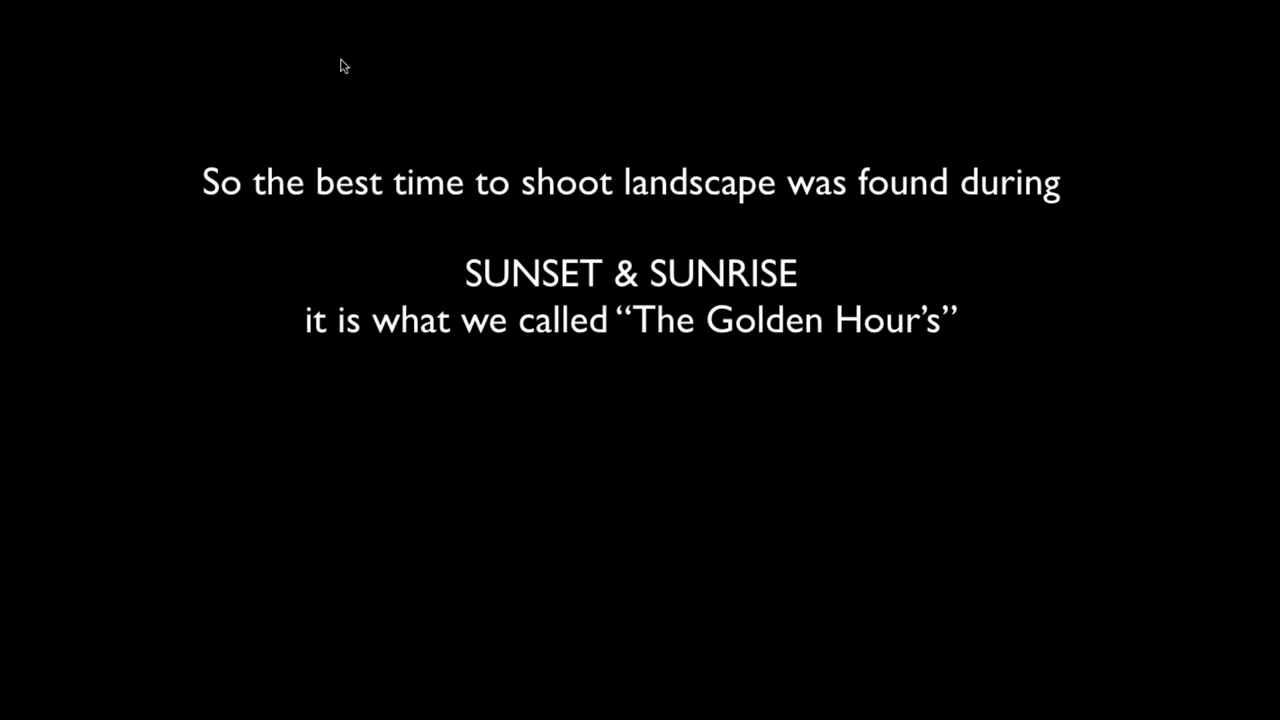 So the best time to shoot landscape was found during
SUNSET & SUNRISE
it is what we called “The Golden Hour’s”